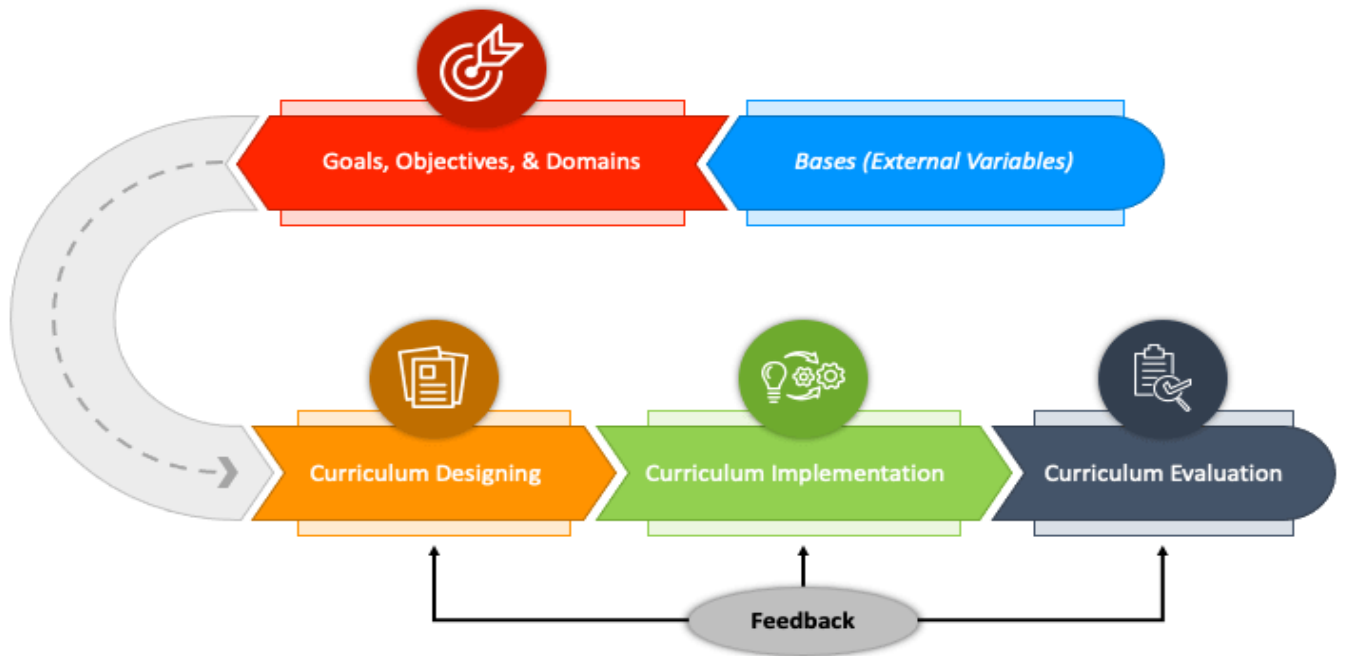 Goals, Objectives, & Domains
Bases (External Variables)
Curriculum Designing
Curriculum Implementation
Curriculum Evaluation
Feedback